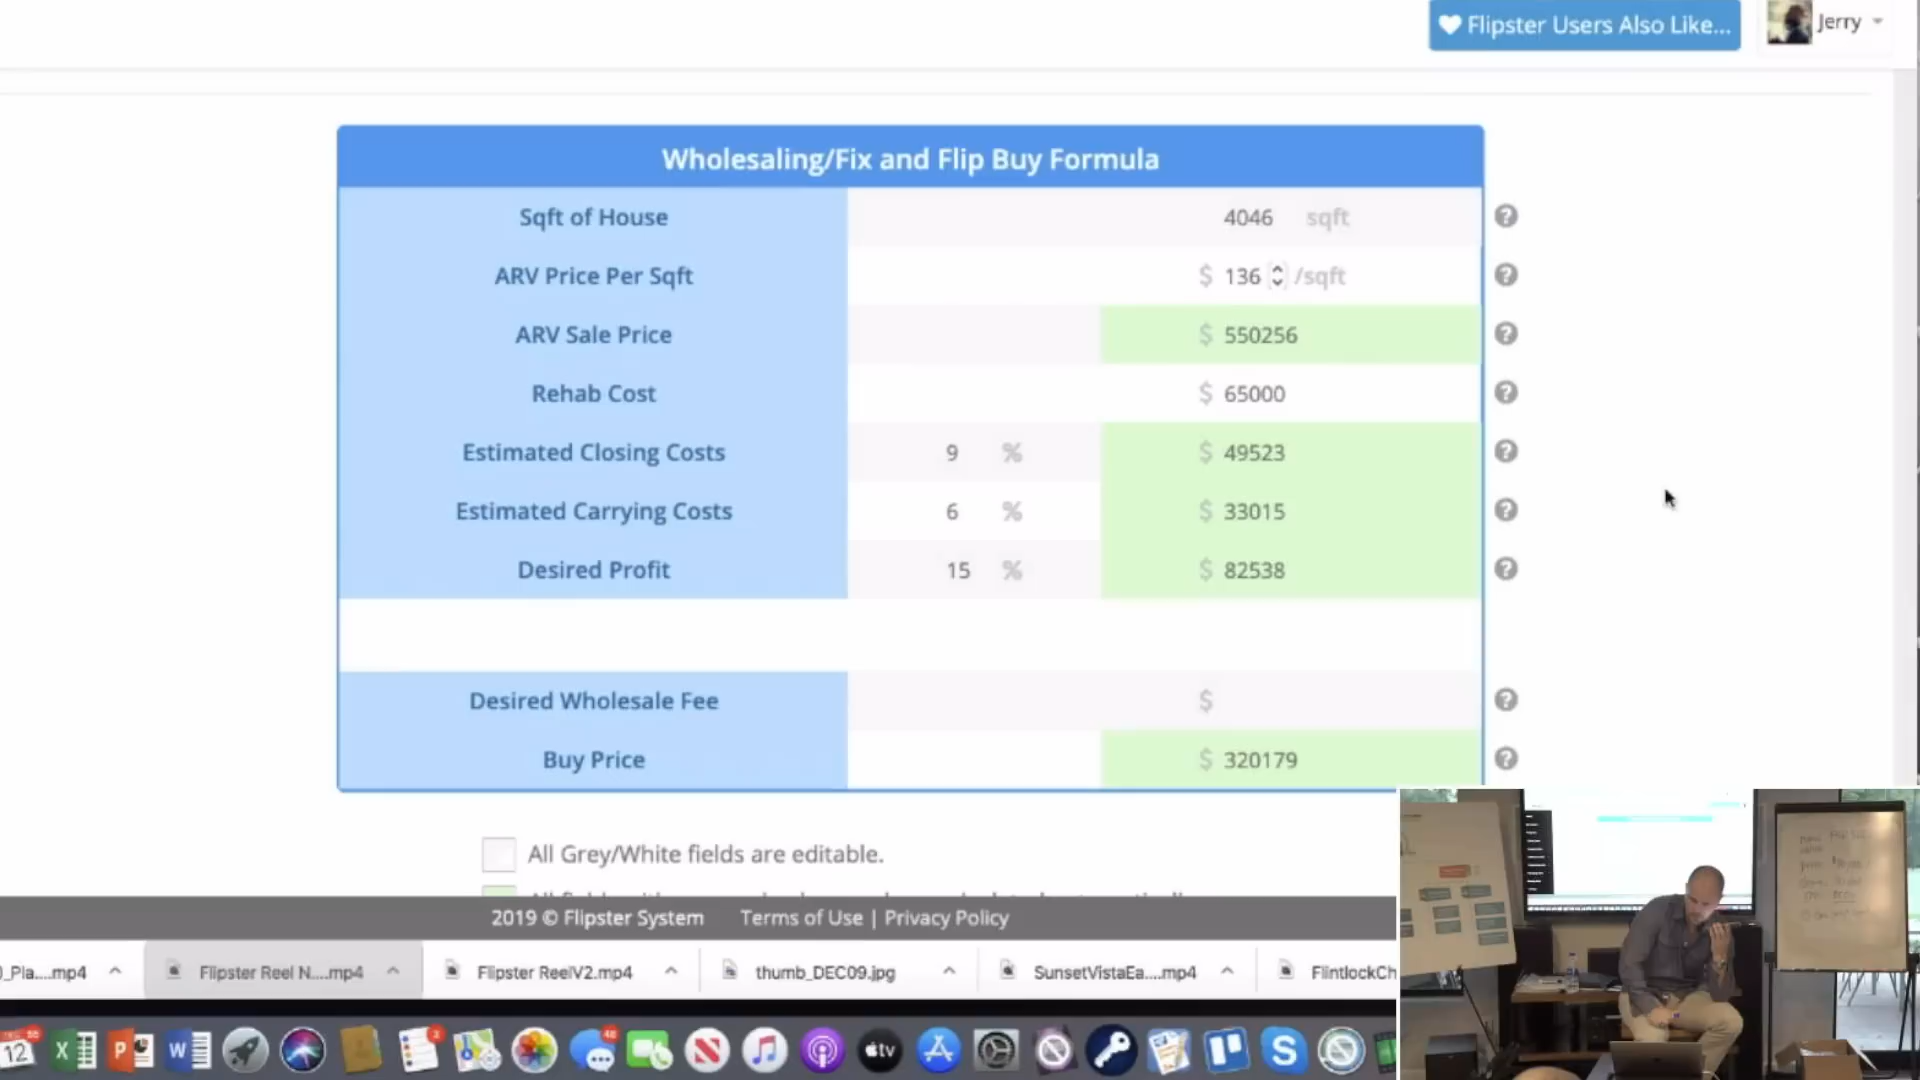 Flipster Users Also Like...
Jerry
Wholesaling/Fix and Flip Buy Formula
Sqft of House 4046 sqft
ARV Price Per Sqft $ 136 /sqft
ARV Sale Price $ 550256
Rehab Cost $ 65000
Estimated Closing Costs 9 % $ 49523
Estimated Carrying Costs 6 % $ 33015
Desired Profit 15 % $ 82538
Desired Wholesale Fee $
Buy Price $ 320179
All Grey/White fields are editable.
2019 © Flipster System Terms of Use | Privacy Policy
_Pla....mp4 Flipster Reel N....mp4 Flipster ReelV2.mp4 thumb_DEC09.jpg SunsetVistaEa....mp4 FlintlockCh
12 X P W 3 48 tv S